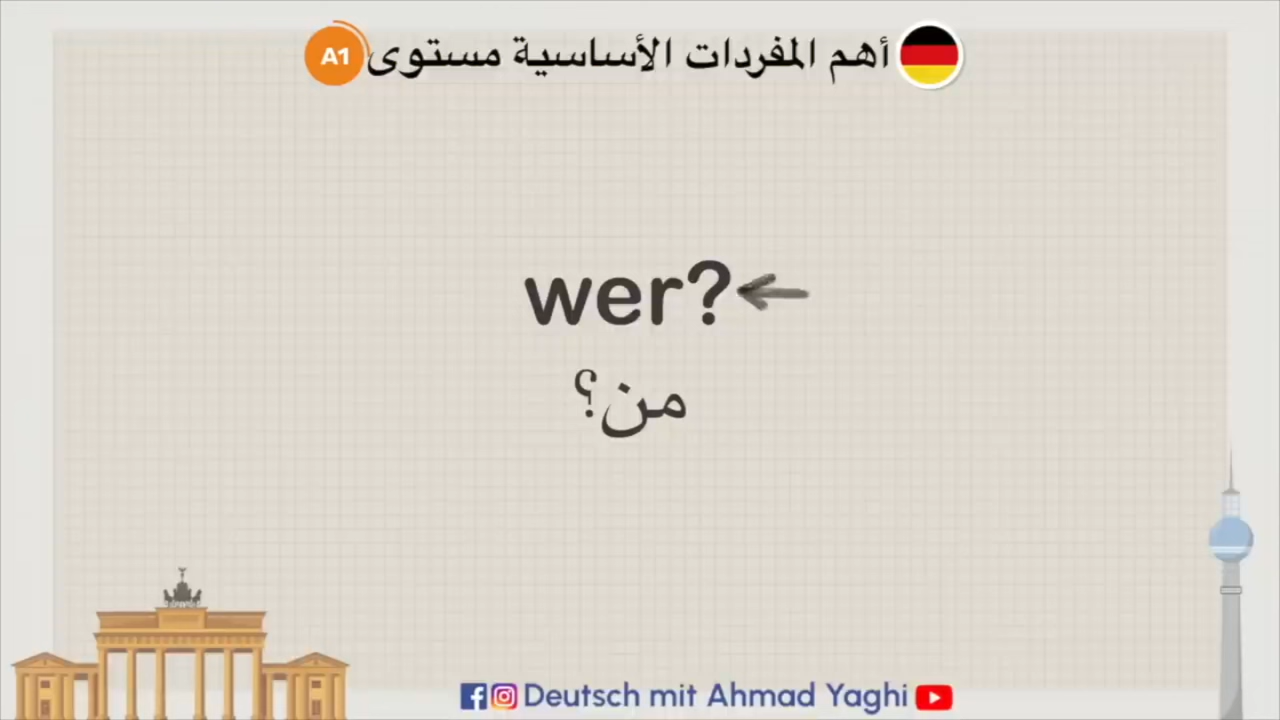 أهم المفردات الأساسية مستوى A1
wer?
من؟
Deutsch mit Ahmad Yaghi